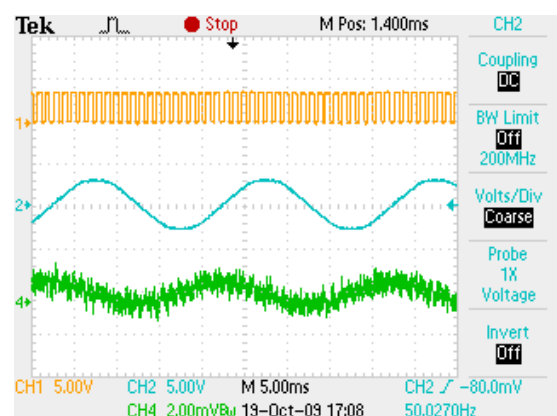 Tek Stop M Pos: 1.400ms CH2
Coupling
DC
BW Limit
Off
200MHz
Volts/Div
Coarse
Probe
1X
Voltage
Invert
Off
1
2
4
CH1 5.00V CH2 5.00V M 5.00ms CH2 -80.0mV
CH4 2.00mVBW 19-Oct-09 17:08 50.0270Hz